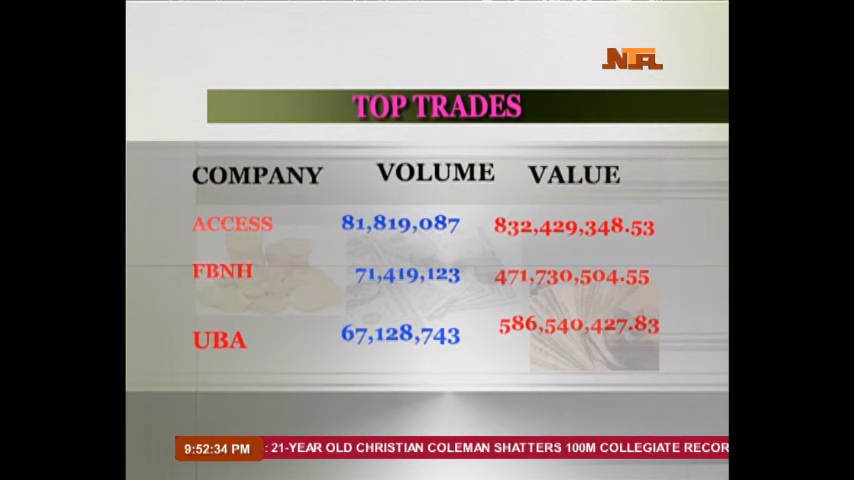 NTA
TOP TRADES
COMPANY VOLUME VALUE
ACCESS 81,819,087 832,429,348.53
FBNH 71,419,123 471,730,504.55
UBA 67,128,743 586,540,427.83
9:52:34 PM : 21-YEAR OLD CHRISTIAN COLEMAN SHATTERS 100M COLLEGIATE RECOR